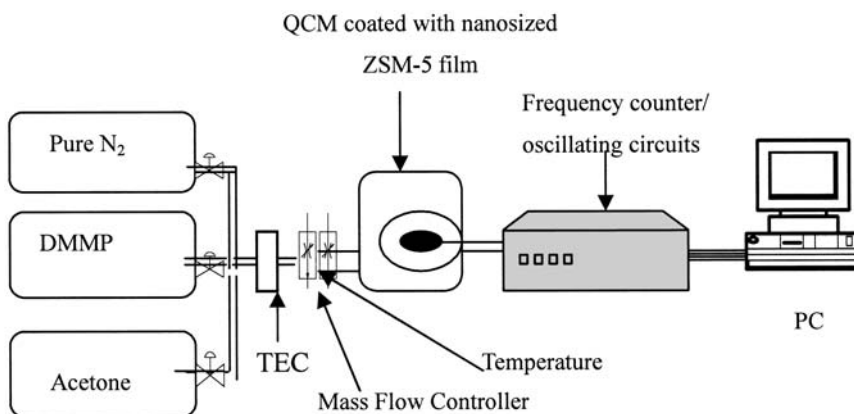 QCM coated with nanosized
ZSM-5 film
Frequency counter/
oscillating circuits
Pure N₂
DMMP
Acetone
TEC
Temperature
Mass Flow Controller
PC